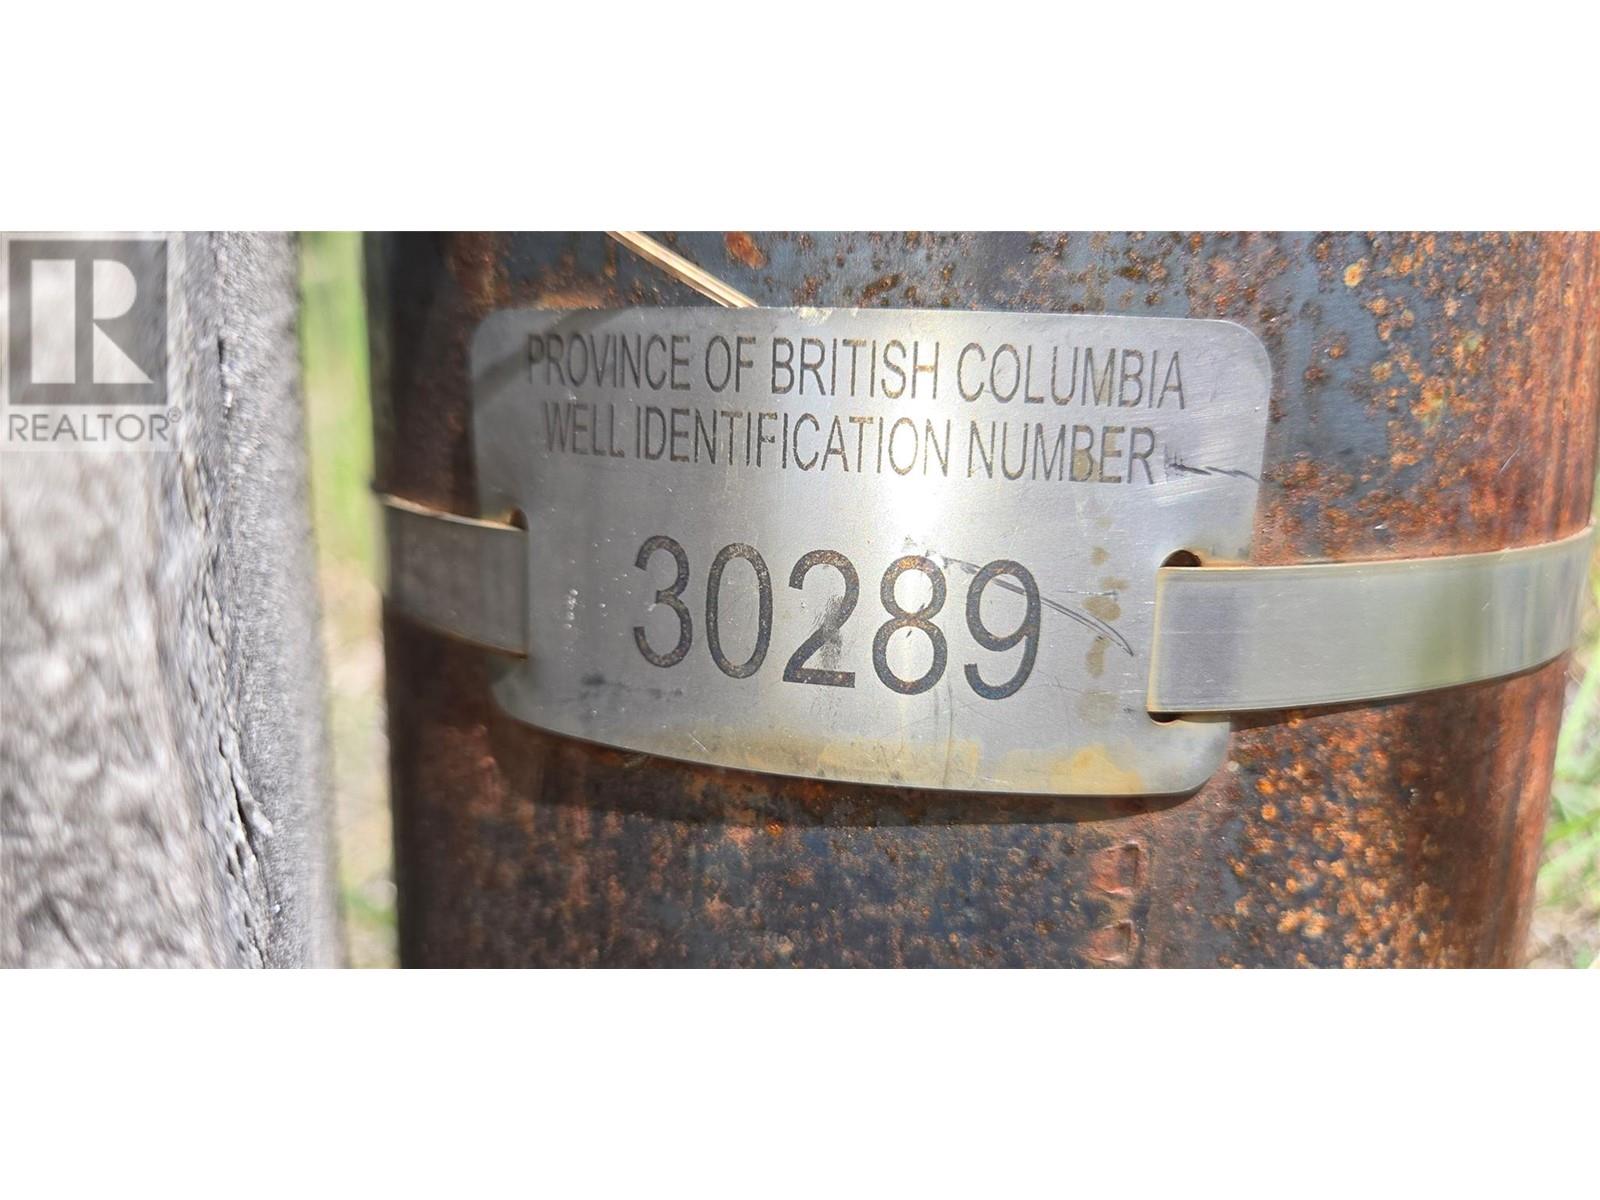 R
REALTOR®
PROVINCE OF BRITISH COLUMBIA
WELL IDENTIFICATION NUMBER
30289